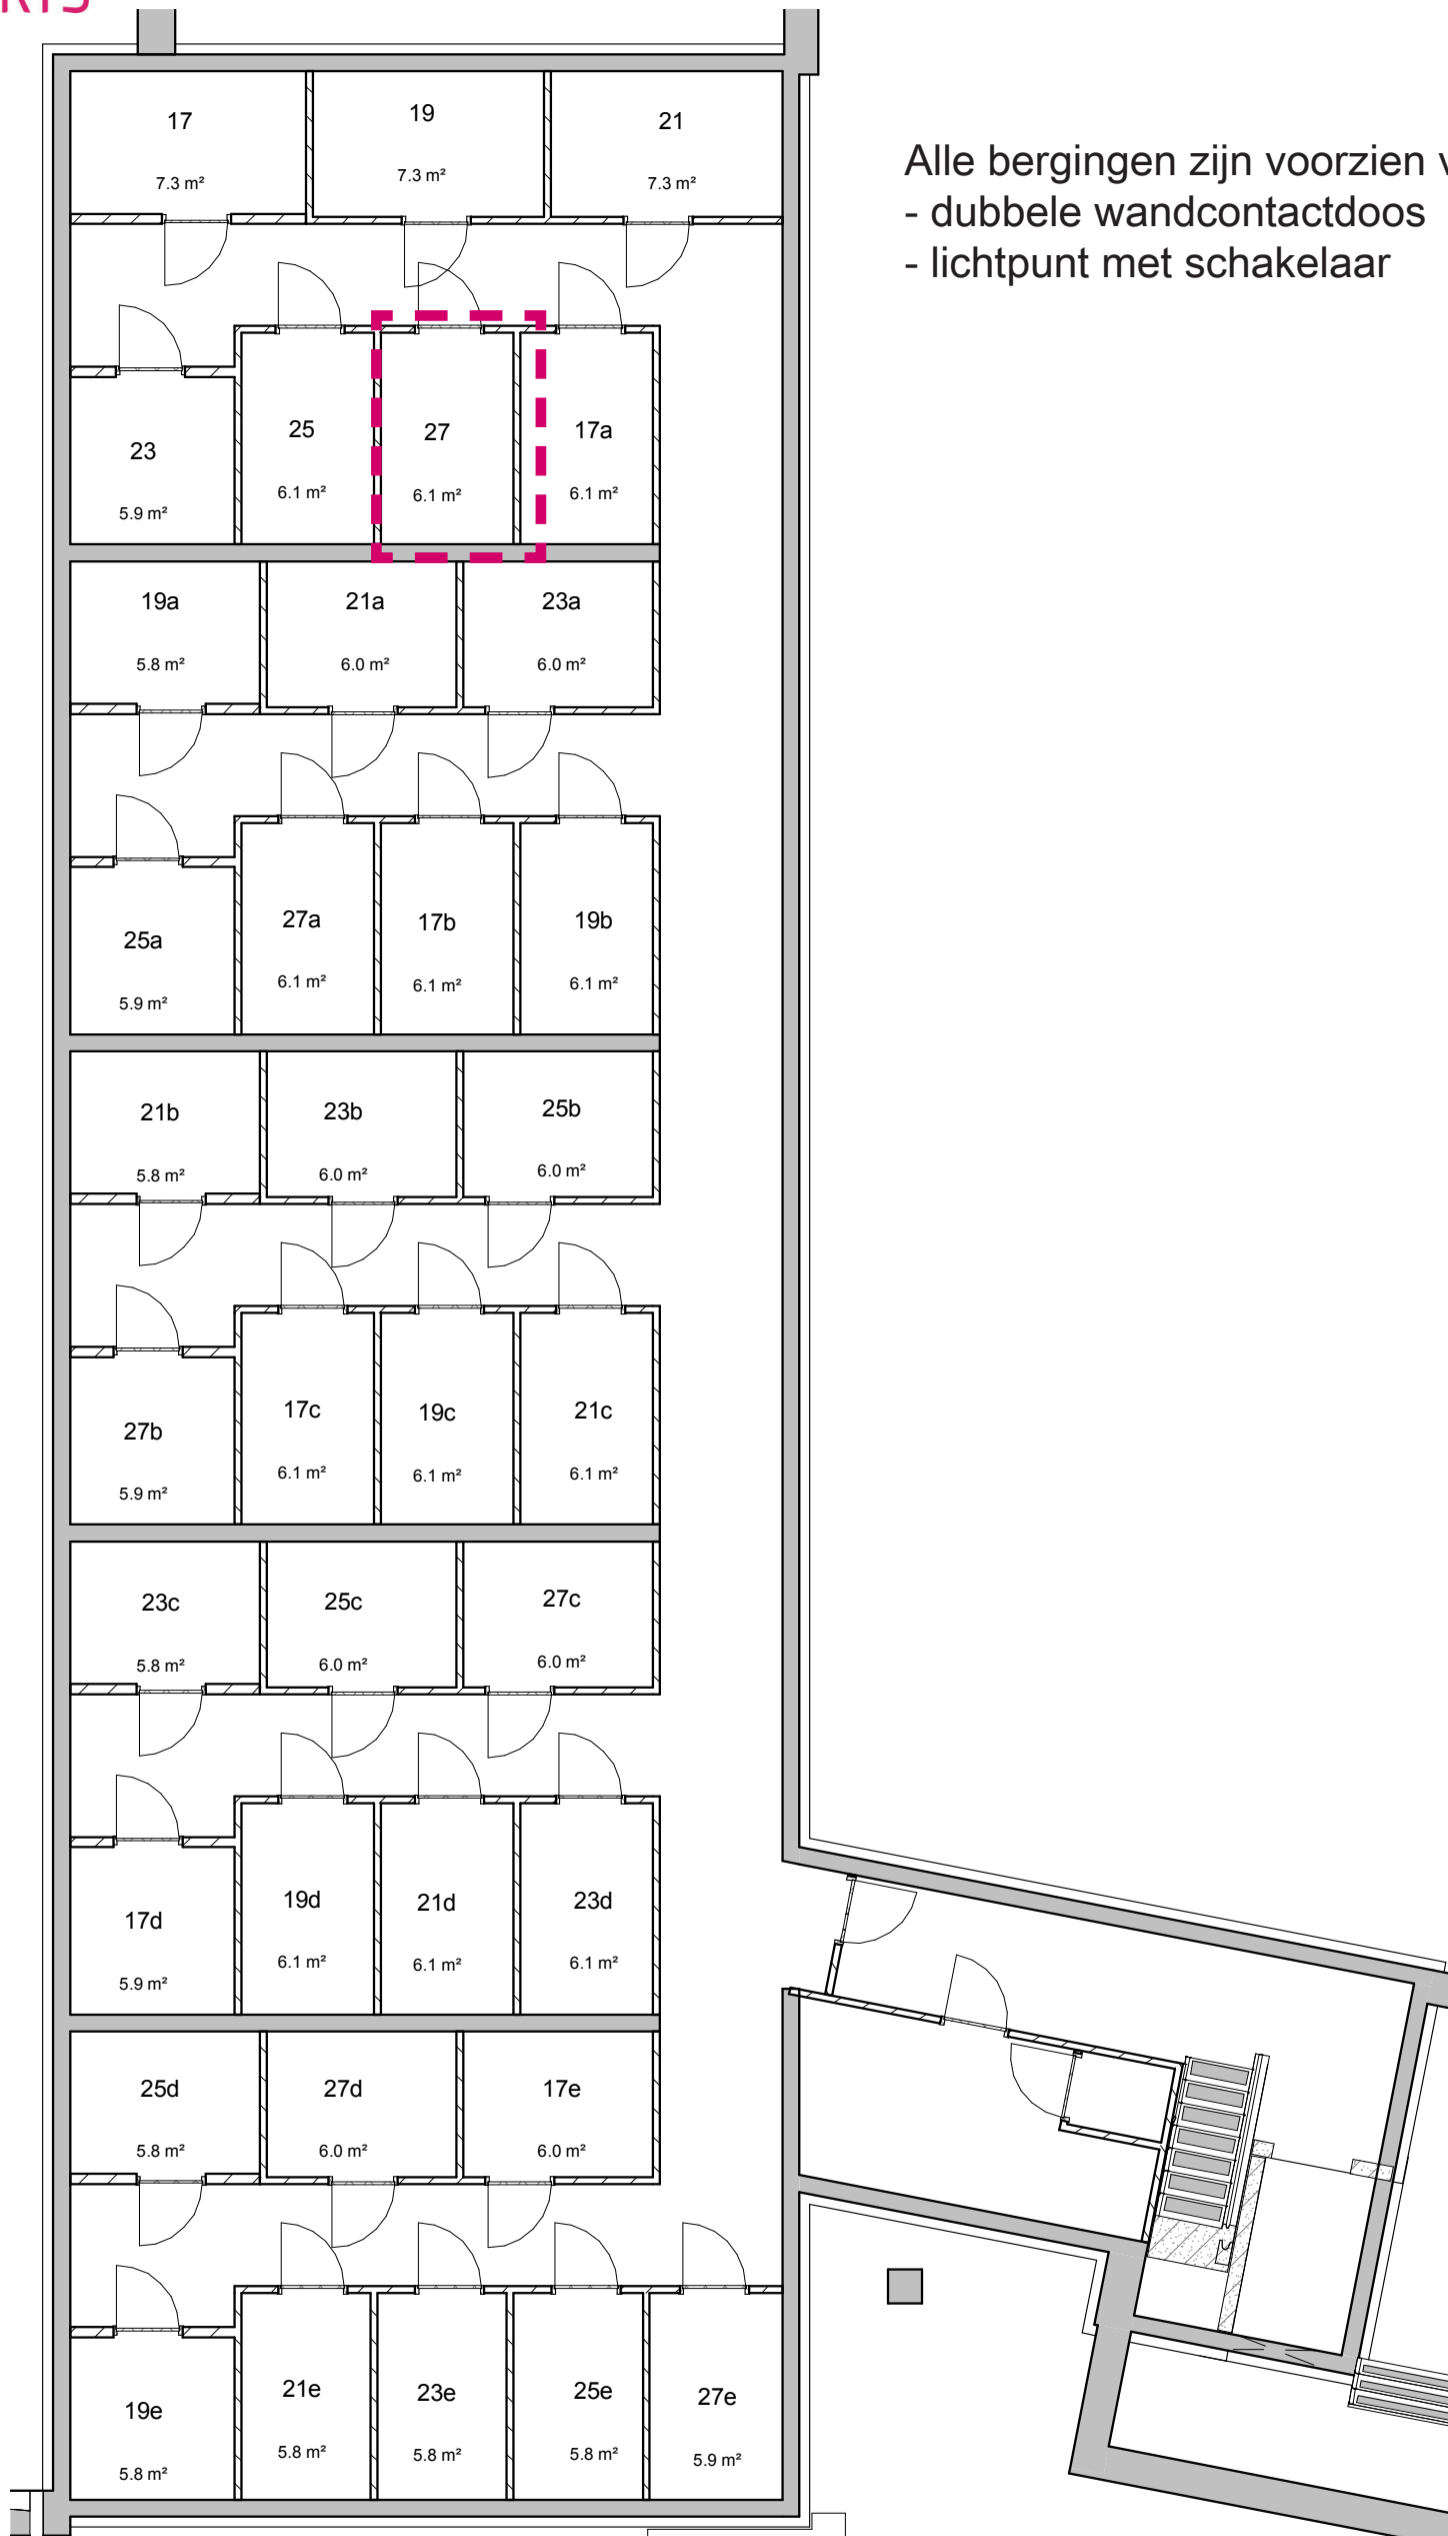 17
7.3 m²
19
7.3 m²
21
7.3 m²
Alle bergingen zijn voorzien
- dubbele wandcontactdoos
- lichtpunt met schakelaar
23
5.9 m²
25
6.1 m²
27
6.1 m²
17a
6.1 m²
19a
5.8 m²
21a
6.0 m²
23a
6.0 m²
25a
5.9 m²
27a
6.1 m²
17b
6.1 m²
19b
6.1 m²
21b
5.8 m²
23b
6.0 m²
25b
6.0 m²
27b
5.9 m²
17c
6.1 m²
19c
6.1 m²
21c
6.1 m²
23c
5.8 m²
25c
6.0 m²
27c
6.0 m²
17d
5.9 m²
19d
6.1 m²
21d
6.1 m²
23d
6.1 m²
25d
5.8 m²
27d
6.0 m²
17e
6.0 m²
19e
5.8 m²
21e
5.8 m²
23e
5.8 m²
25e
5.8 m²
27e
5.9 m²